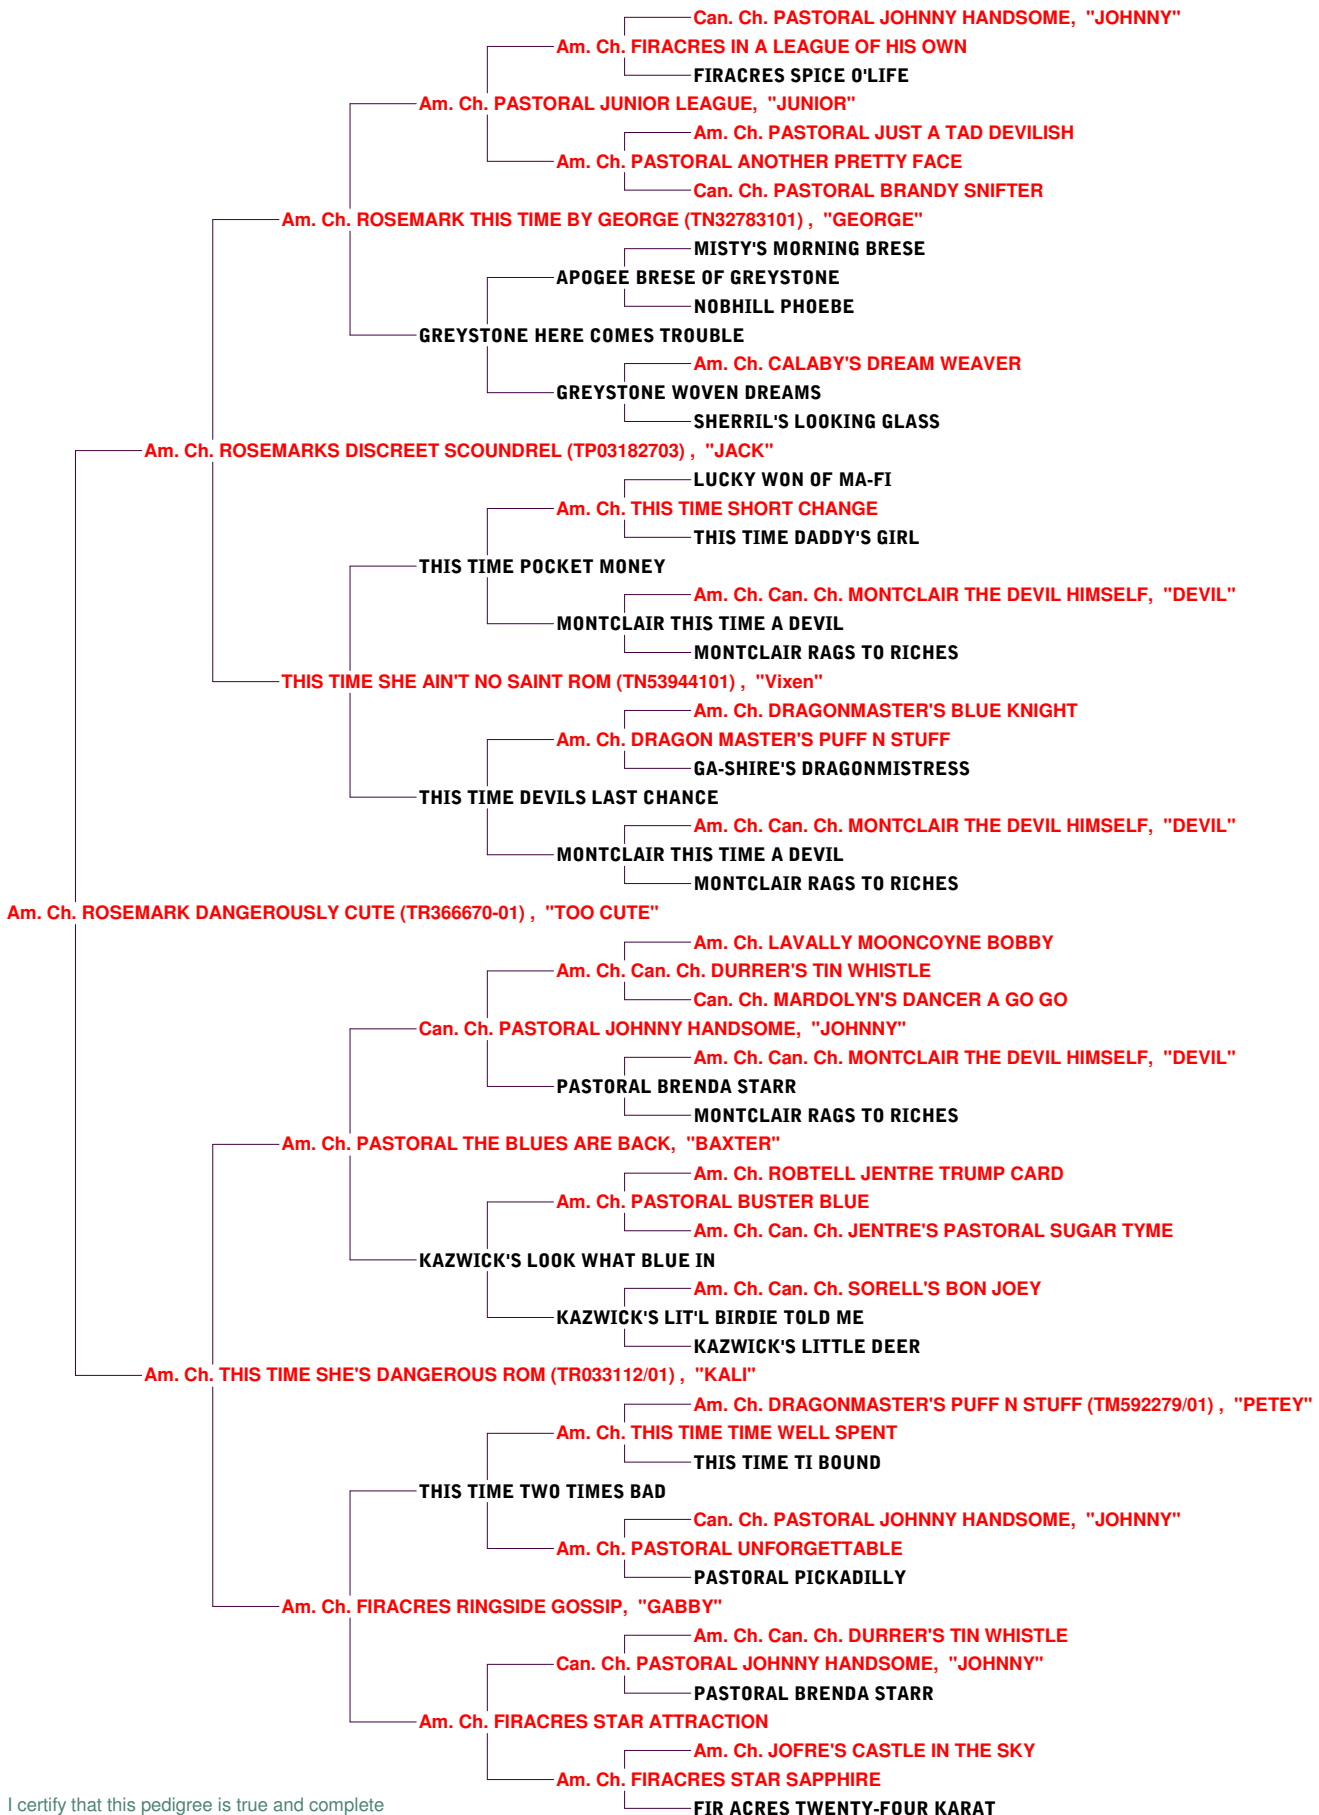 Can. Ch. PASTORAL JOHNNY HANDSOME, "JOHNNY"
Am. Ch. FIRACRES IN A LEAGUE OF HIS OWN
FIRACRES SPICE O'LIFE
Am. Ch. PASTORAL JUNIOR LEAGUE, "JUNIOR"
Am. Ch. PASTORAL JUST A TAD DEVILISH
Am. Ch. PASTORAL ANOTHER PRETTY FACE
Can. Ch. PASTORAL BRANDY SNIFTER
Am. Ch. ROSEMARK THIS TIME BY GEORGE (TN32783101) , "GEORGE"
MISTY'S MORNING BRESE
APOGEE BRESE OF GREYSTONE
NOBHILL PHOEBE
GREYSTONE HERE COMES TROUBLE
Am. Ch. CALABY'S DREAM WEAVER
GREYSTONE WOVEN DREAMS
SHERRIL'S LOOKING GLASS
Am. Ch. ROSEMARKS DISCREET SCOUNDREL (TP03182703) , "JACK"
LUCKY WON OF MA-FI
Am. Ch. THIS TIME SHORT CHANGE
THIS TIME DADDY'S GIRL
THIS TIME POCKET MONEY
Am. Ch. Can. Ch. MONTCLAIR THE DEVIL HIMSELF, "DEVIL"
MONTCLAIR THIS TIME A DEVIL
MONTCLAIR RAGS TO RICHES
THIS TIME SHE AIN'T NO SAINT ROM (TN53944101) , "Vixen"
Am. Ch. DRAGONMASTER'S BLUE KNIGHT
Am. Ch. DRAGON MASTER'S PUFF N STUFF
GA-SHIRE'S DRAGONMISTRESS
THIS TIME DEVILS LAST CHANCE
Am. Ch. Can. Ch. MONTCLAIR THE DEVIL HIMSELF, "DEVIL"
MONTCLAIR THIS TIME A DEVIL
MONTCLAIR RAGS TO RICHES
Am. Ch. ROSEMARK DANGEROUSLY CUTE (TR366670-01) , "TOO CUTE"
Am. Ch. LAVALLY MOONCOYNE BOBBY
Am. Ch. Can. Ch. DURRER'S TIN WHISTLE
Can. Ch. MARDOLYN'S DANCER A GO GO
Can. Ch. PASTORAL JOHNNY HANDSOME, "JOHNNY"
Am. Ch. Can. Ch. MONTCLAIR THE DEVIL HIMSELF, "DEVIL"
PASTORAL BRENDA STARR
MONTCLAIR RAGS TO RICHES
Am. Ch. PASTORAL THE BLUES ARE BACK, "BAXTER"
Am. Ch. ROBTELL JENTRE TRUMP CARD
Am. Ch. PASTORAL BUSTER BLUE
Am. Ch. Can. Ch. JENTRE'S PASTORAL SUGAR TYME
KAZWICK'S LOOK WHAT BLUE IN
Am. Ch. Can. Ch. SORELL'S BON JOEY
KAZWICK'S LIT'L BIRDIE TOLD ME
KAZWICK'S LITTLE DEER
Am. Ch. THIS TIME SHE'S DANGEROUS ROM (TR033112/01) , "KALI"
Am. Ch. DRAGONMASTER'S PUFF N STUFF (TM592279/01) , "PETEY"
Am. Ch. THIS TIME TIME WELL SPENT
THIS TIME TI BOUND
THIS TIME TWO TIMES BAD
Can. Ch. PASTORAL JOHNNY HANDSOME, "JOHNNY"
Am. Ch. PASTORAL UNFORGETTABLE
PASTORAL PICKADILLY
Am. Ch. FIRACRES RINGSIDE GOSSIP, "GABBY"
Am. Ch. Can. Ch. DURRER'S TIN WHISTLE
Can. Ch. PASTORAL JOHNNY HANDSOME, "JOHNNY"
PASTORAL BRENDA STARR
Am. Ch. FIRACRES STAR ATTRACTION
Am. Ch. JOFRE'S CASTLE IN THE SKY
Am. Ch. FIRACRES STAR SAPPHIRE
FIR ACRES TWENTY-FOUR KARAT
I certify that this pedigree is true and complete